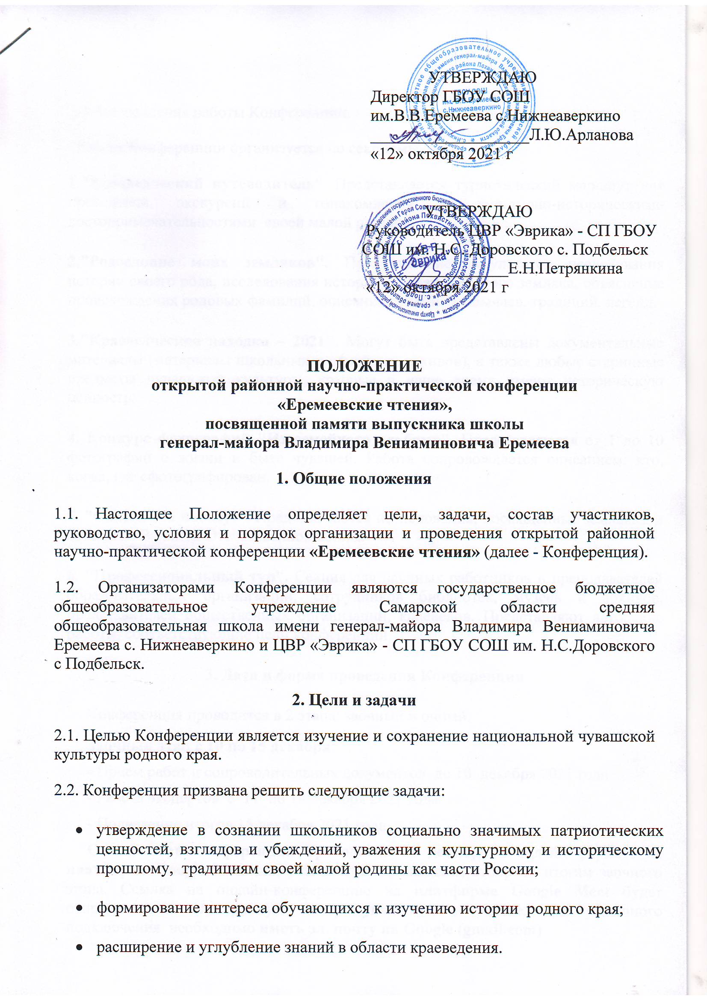 УТВЕРЖДАЮ
Директор ГБОУ СОШ
им.В.В.Еремеева с.Нижнеаверкино
___________________Л.Ю.Арланова
«12» октября 2021 г
ГБОУ СОШ
им. В.В.Еремеева
с.Нижнеаверкино
УТВЕРЖДАЮ
Руководитель ЦВР «Эврика» - СП ГБОУ
СОШ им. Н.С. Доровского с. Подбельск
_________________Е.Н.Петрянкина
«12» октября 2021 г
ПОЛОЖЕНИЕ
открытой районной научно-практической конференции
«Еремеевские чтения»,
посвященной памяти выпускника школы
генерал-майора Владимира Вениаминовича Еремеева
1. Общие положения
1.1. Настоящее Положение определяет цели, задачи, состав участников,
руководство, условия и порядок организации и проведения открытой районной
научно-практической конференции «Еремеевские чтения» (далее - Конференция).
1.2. Организаторами Конференции являются государственное бюджетное
общеобразовательное учреждение Самарской области средняя
общеобразовательная школа имени генерал-майора Владимира Вениаминовича
Еремеева с. Нижнеаверкино и ЦВР «Эврика» - СП ГБОУ СОШ им. Н.С.Доровского
с Подбельск.
2. Цели и задачи
2.1. Целью Конференции является изучение и сохранение национальной чувашской
культуры родного края.
2.2. Конференция призвана решить следующие задачи:
• утверждение в сознании школьников социально значимых патриотических
ценностей, взглядов и убеждений, уважения к культурному и историческому
прошлому, традициям своей малой родины как части России;
• формирование интереса обучающихся к изучению истории родного края;
• расширение и углубление знаний в области краеведения.